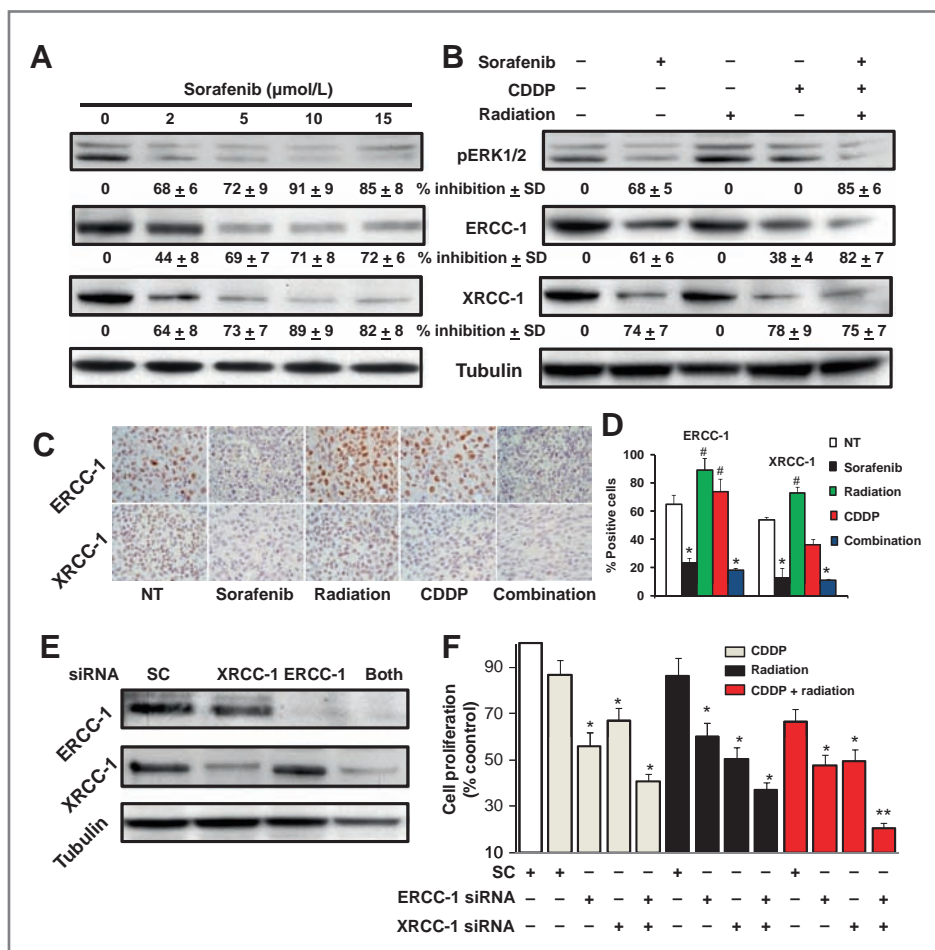 A
Sorafenib (µmol/L)
0 2 5 10 15
0 68 ± 6 72 ± 9 91 ± 9 85 ± 8
0 44 ± 8 69 ± 7 71 ± 8 72 ± 6
0 64 ± 8 73 ± 7 89 ± 9 82 ± 8
B
Sorafenib – + – – +
CDDP – – – + +
Radiation – – + – +
pERK1/2
% inhibition ± SD 0 68 ± 5 0 0 85 ± 6
ERCC-1
% inhibition ± SD 0 61 ± 6 0 38 ± 4 82 ± 7
XRCC-1
% inhibition ± SD 0 74 ± 7 0 78 ± 9 75 ± 7
Tubulin
C
ERCC-1
XRCC-1
NT Sorafenib Radiation CDDP Combination
D
ERCC-1
XRCC-1
% Positive cells
100
80
60
40
20
0
* # # *
* # *
NT
Sorafenib
Radiation
CDDP
Combination
E
siRNA SC XRCC-1 ERCC-1 Both
ERCC-1
XRCC-1
Tubulin
F
Cell proliferation
(% coontrol)
90
70
50
30
10
CDDP
Radiation
CDDP + radiation
* * * * * * * * **
SC + + – – – + – – – + – – –
ERCC-1 siRNA – – + – + – + – + – + – +
XRCC-1 siRNA – – – + + – – + + – – + +